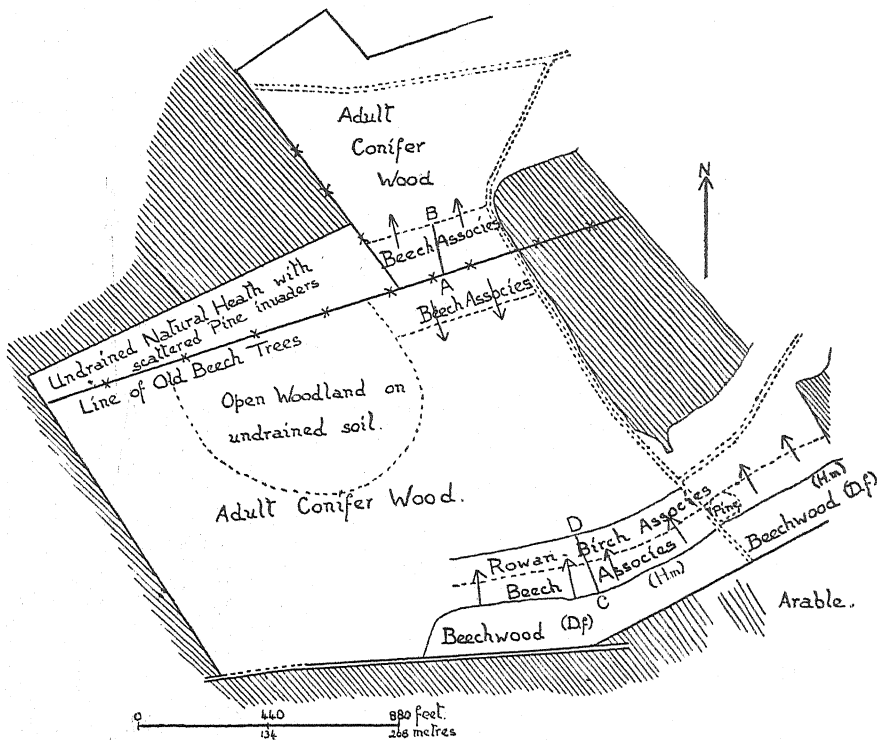 Adult
Conifer
Wood
N
B
Beech Associes
A
Beech Associes
Undrained Natural Heath with
scattered Pine invaders
Line of Old Beech Trees
Open Woodland on
undrained soil.
Adult Conifer Wood.
D
Rowan - Birch Associes
Beech Associes
C
Pine
(H.m)
(H.m)
Beechwood (D.f)
Beechwood (D.f)
Arable.
0 440 880 feet.
134 268 metres